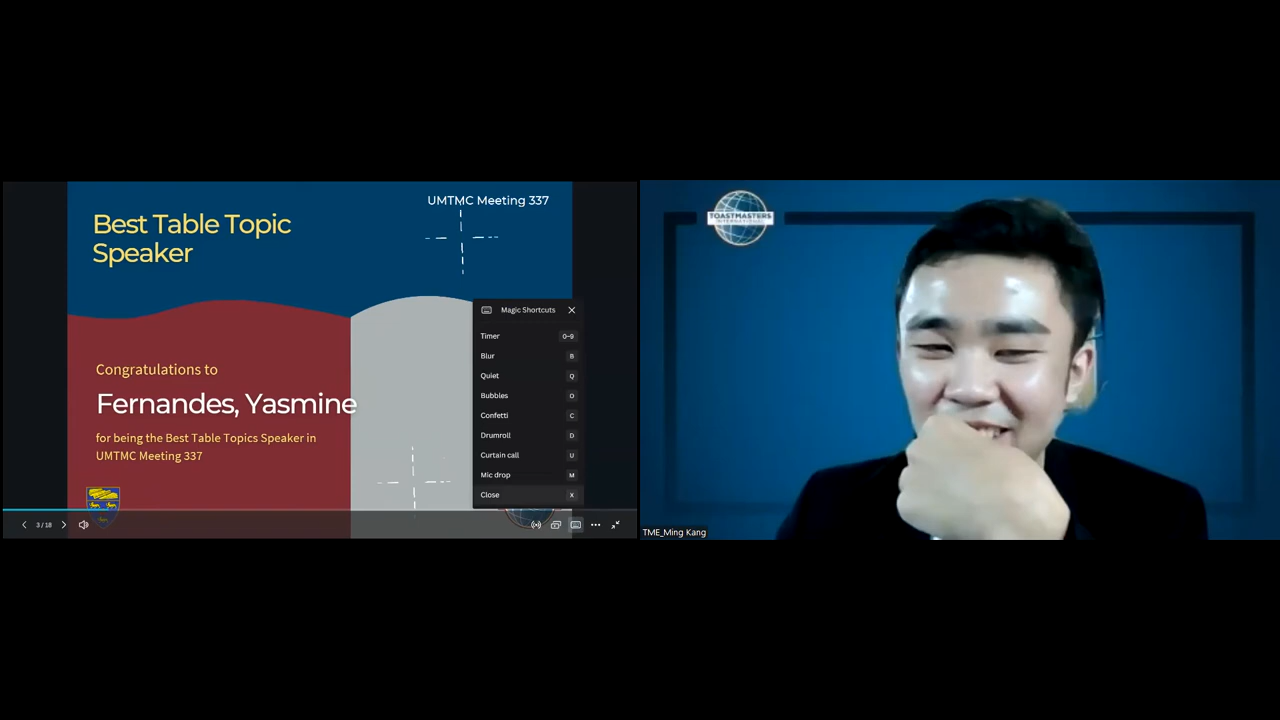 UMTMC Meeting 337
Best Table Topic
Speaker
Congratulations to
Fernandes, Yasmine
for being the Best Table Topics Speaker in
UMTMC Meeting 337
Magic Shortcuts
Timer 0-9
Blur B
Quiet Q
Bubbles O
Confetti C
Drumroll D
Curtain call U
Mic drop M
Close X
3 / 18
TOASTMASTERS
INTERNATIONAL
TME_Ming Kang